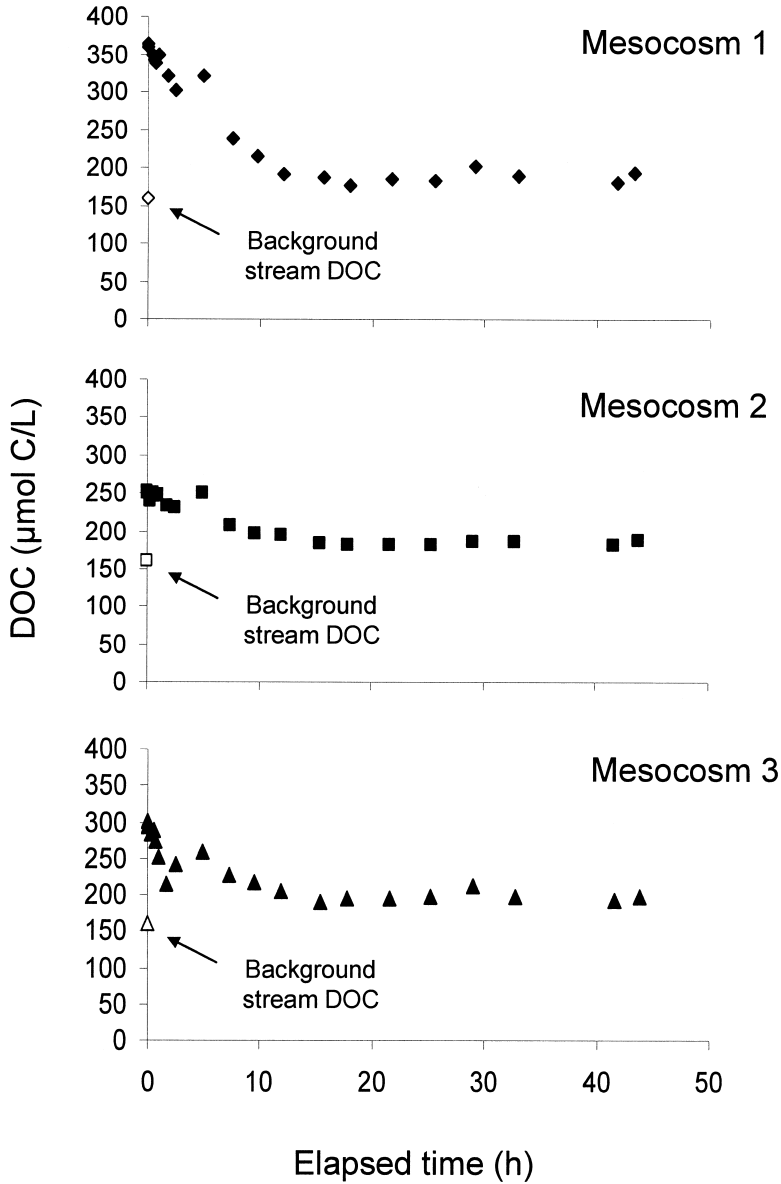 Mesocosm 1
400
350
300
250
200
150
100
50
0
Background
stream DOC
Mesocosm 2
400
350
300
250
200
150
100
50
0
Background
stream DOC
DOC (μmol C/L)
Mesocosm 3
400
350
300
250
200
150
100
50
0
Background
stream DOC
0 10 20 30 40 50
Elapsed time (h)